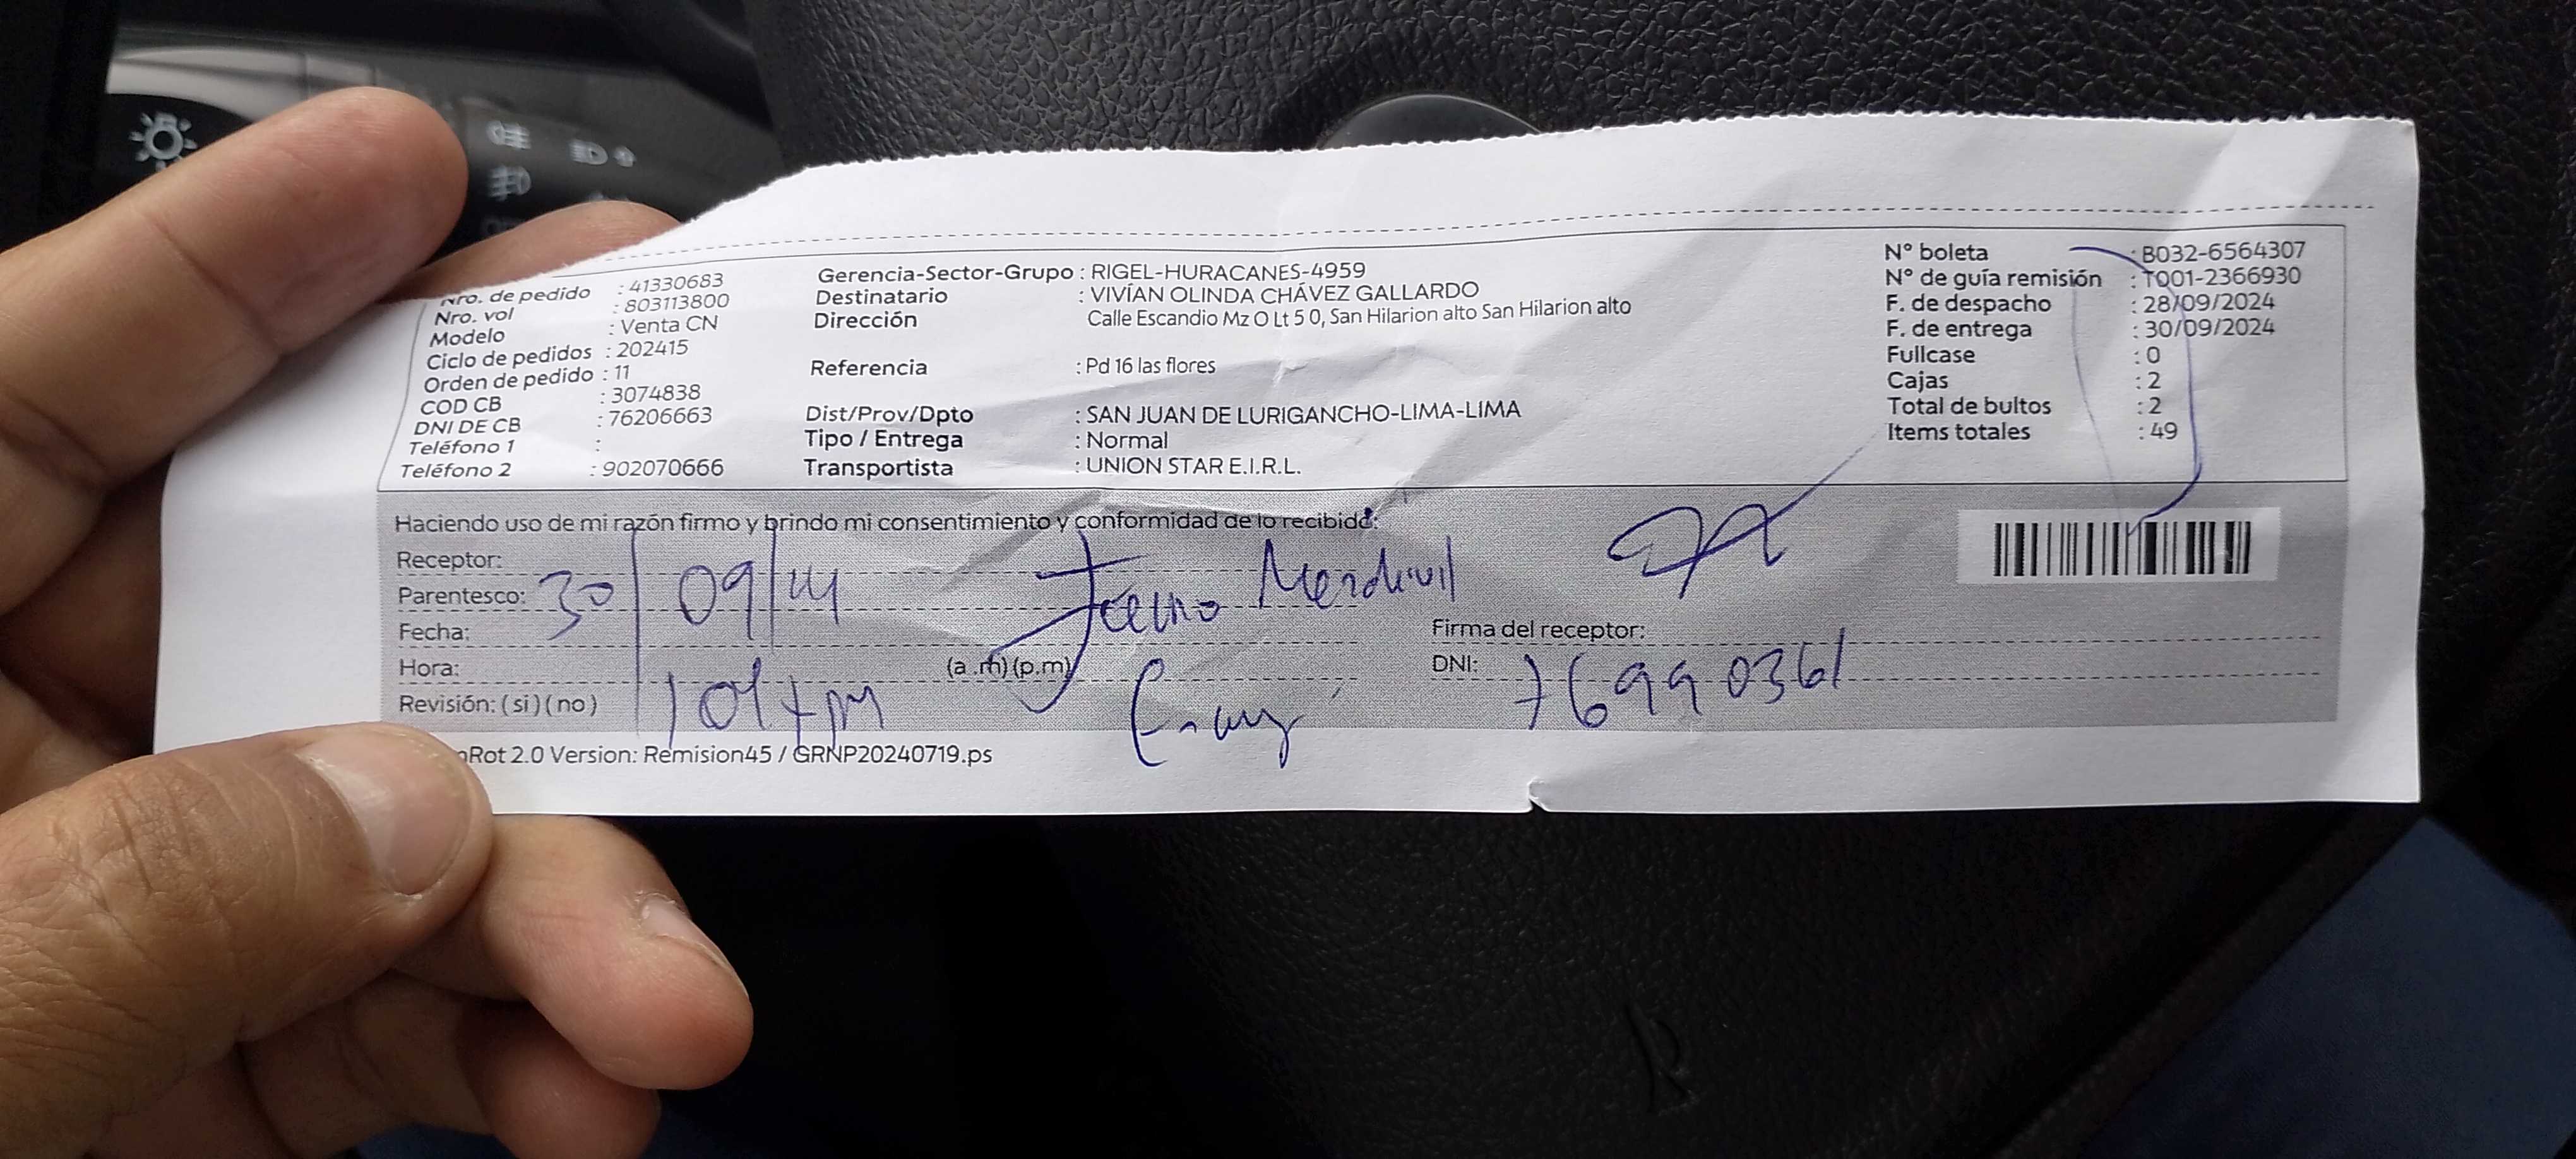 Nro. de pedido : 41330683
Nro. vol : 803113800
Modelo : Venta CN
Ciclo de pedidos : 202415
Orden de pedido : 11
COD CB : 3074838
DNI DE CB : 76206663
Teléfono 1 :
Teléfono 2 : 902070666
Gerencia-Sector-Grupo : RIGEL-HURACANES-4959
Destinatario : VIVÍAN OLINDA CHÁVEZ GALLARDO
Dirección Calle Escandio Mz O Lt 5 0, San Hilarion alto San Hilarion alto
Referencia : Pd 16 las flores
Dist/Prov/Dpto : SAN JUAN DE LURIGANCHO-LIMA-LIMA
Tipo / Entrega : Normal
Transportista : UNION STAR E.I.R.L.
N° boleta : B032-6564307
N° de guía remisión : T001-2366930
F. de despacho : 28/09/2024
F. de entrega : 30/09/2024
Fullcase : 0
Cajas : 2
Total de bultos : 2
Items totales : 49
Haciendo uso de mi razón firmo y brindo mi consentimiento y conformidad de lo recibido:
Receptor:
Parentesco: 30/09/
Fecha:
Hora: (a.m)(p.m)
Revisión: (si) (no)
Firma del receptor:
DNI: 76990361
Rot 2.0 Version: Remision45 / GRNP20240719.ps